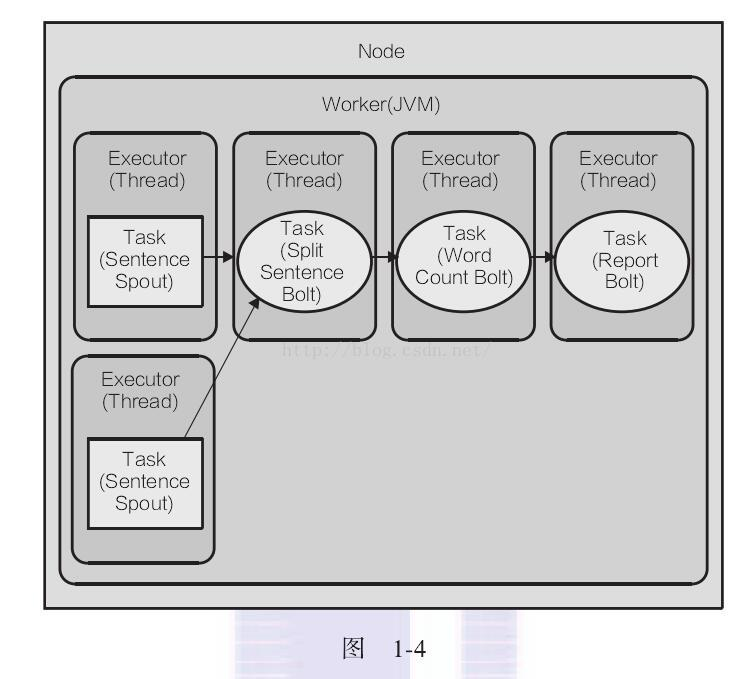 Node
Worker(JVM)
Executor
(Thread)
Task
(Sentence
Spout)
Executor
(Thread)
Task
(Split
Sentence
Bolt)
Executor
(Thread)
Task
(Word
Count Bolt)
Executor
(Thread)
Task
(Report
Bolt)
http://blog.csdn.net/
Executor
(Thread)
Task
(Sentence
Spout)
图 1-4